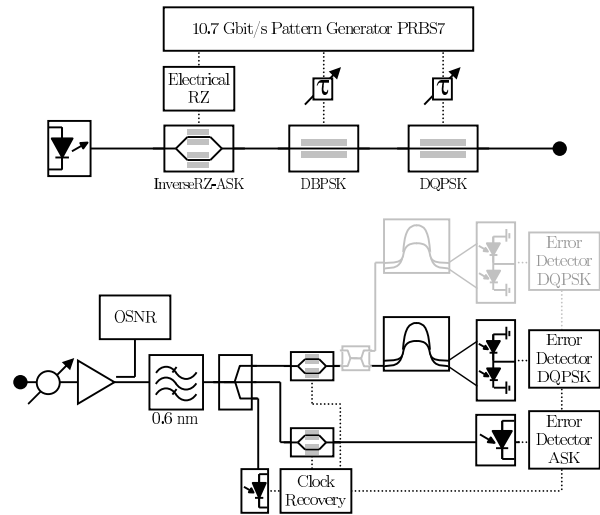 10.7 Gbit/s Pattern Generator PRBS7
Electrical
RZ
τ
τ
InverseRZ-ASK
DBPSK
DQPSK
Error
Detector
DQPSK
OSNR
0.6 nm
Error
Detector
DQPSK
Error
Detector
ASK
Clock
Recovery